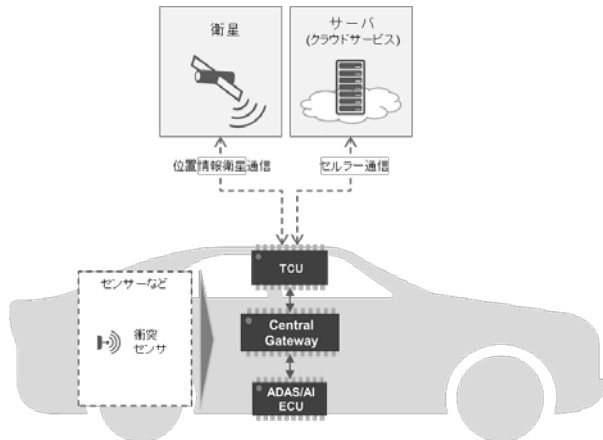 衛星
サーバ
(クラウドサービス)
位置情報衛星通信
セルラー通信
TCU
センサーなど
衝突
センサ
Central
Gateway
ADAS/AI
ECU